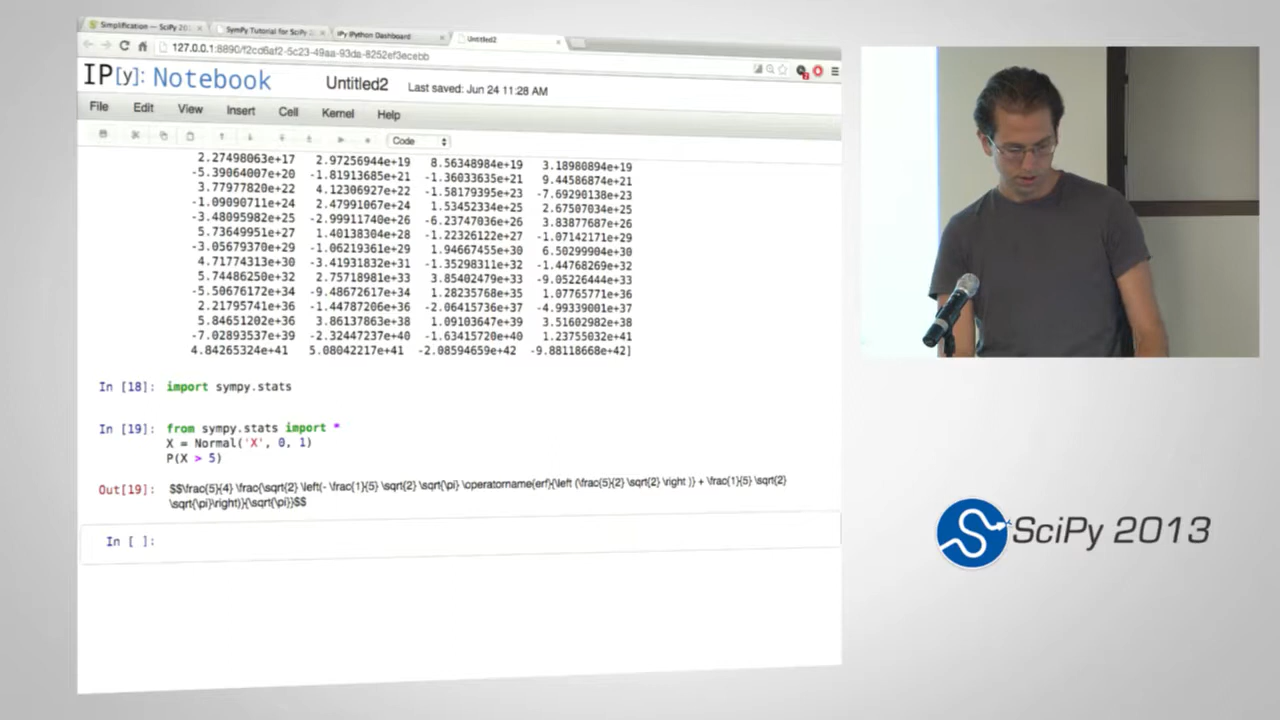 Simplification — SciPy 201
SymPy Tutorial for SciPy 2
IPy IPython Dashboard
Untitled2
127.0.0.1:8890/f2cd6af2-5c23-49aa-93da-8252ef3ecebb
IP[y]: Notebook Untitled2 Last saved: Jun 24 11:28 AM
File Edit View Insert Cell Kernel Help
Code
2.27498063e+17 2.97256944e+19 8.56348984e+19 3.18980894e+19
-5.39064007e+20 -1.81913685e+21 -1.36033635e+21 9.44586874e+21
3.77977820e+22 4.12306927e+22 -1.58179395e+23 -7.69290138e+23
-1.09090711e+24 2.47991067e+24 1.53452334e+25 2.67507034e+25
-3.48095982e+25 -2.99911740e+26 -6.23747036e+26 3.83877687e+26
5.73649951e+27 1.40138304e+28 -1.22326122e+27 -1.07142171e+29
-3.05679370e+29 -1.06219361e+29 1.94667455e+30 6.50299904e+30
4.71774313e+30 -3.41931832e+31 -1.35298311e+32 -1.44768269e+32
5.74486250e+32 2.75718981e+33 3.85402479e+33 -9.05226444e+33
-5.50676172e+34 -9.48672617e+34 1.28235768e+35 1.07765771e+36
2.21795741e+36 -1.44787206e+36 -2.06415736e+37 -4.99339001e+37
5.84651202e+36 3.86137863e+38 1.09103647e+39 3.51602982e+38
-7.02893537e+39 -2.32447237e+40 -1.63415720e+40 1.23755032e+41
4.84265324e+41 5.08042217e+41 -2.08594659e+42 -9.88118668e+42]
In [18]: import sympy.stats
In [19]: from sympy.stats import *
X = Normal('X', 0, 1)
P(X > 5)
Out[19]: $$\frac{5}{4} \frac{\sqrt{2} \left(- \frac{1}{5} \sqrt{2} \sqrt{\pi} \operatorname{erf}{\left (\frac{5}{2} \sqrt{2} \right )} + \frac{1}{5} \sqrt{2}
\sqrt{\pi}\right)}{\sqrt{\pi}}$$
In [ ]:
SciPy 2013